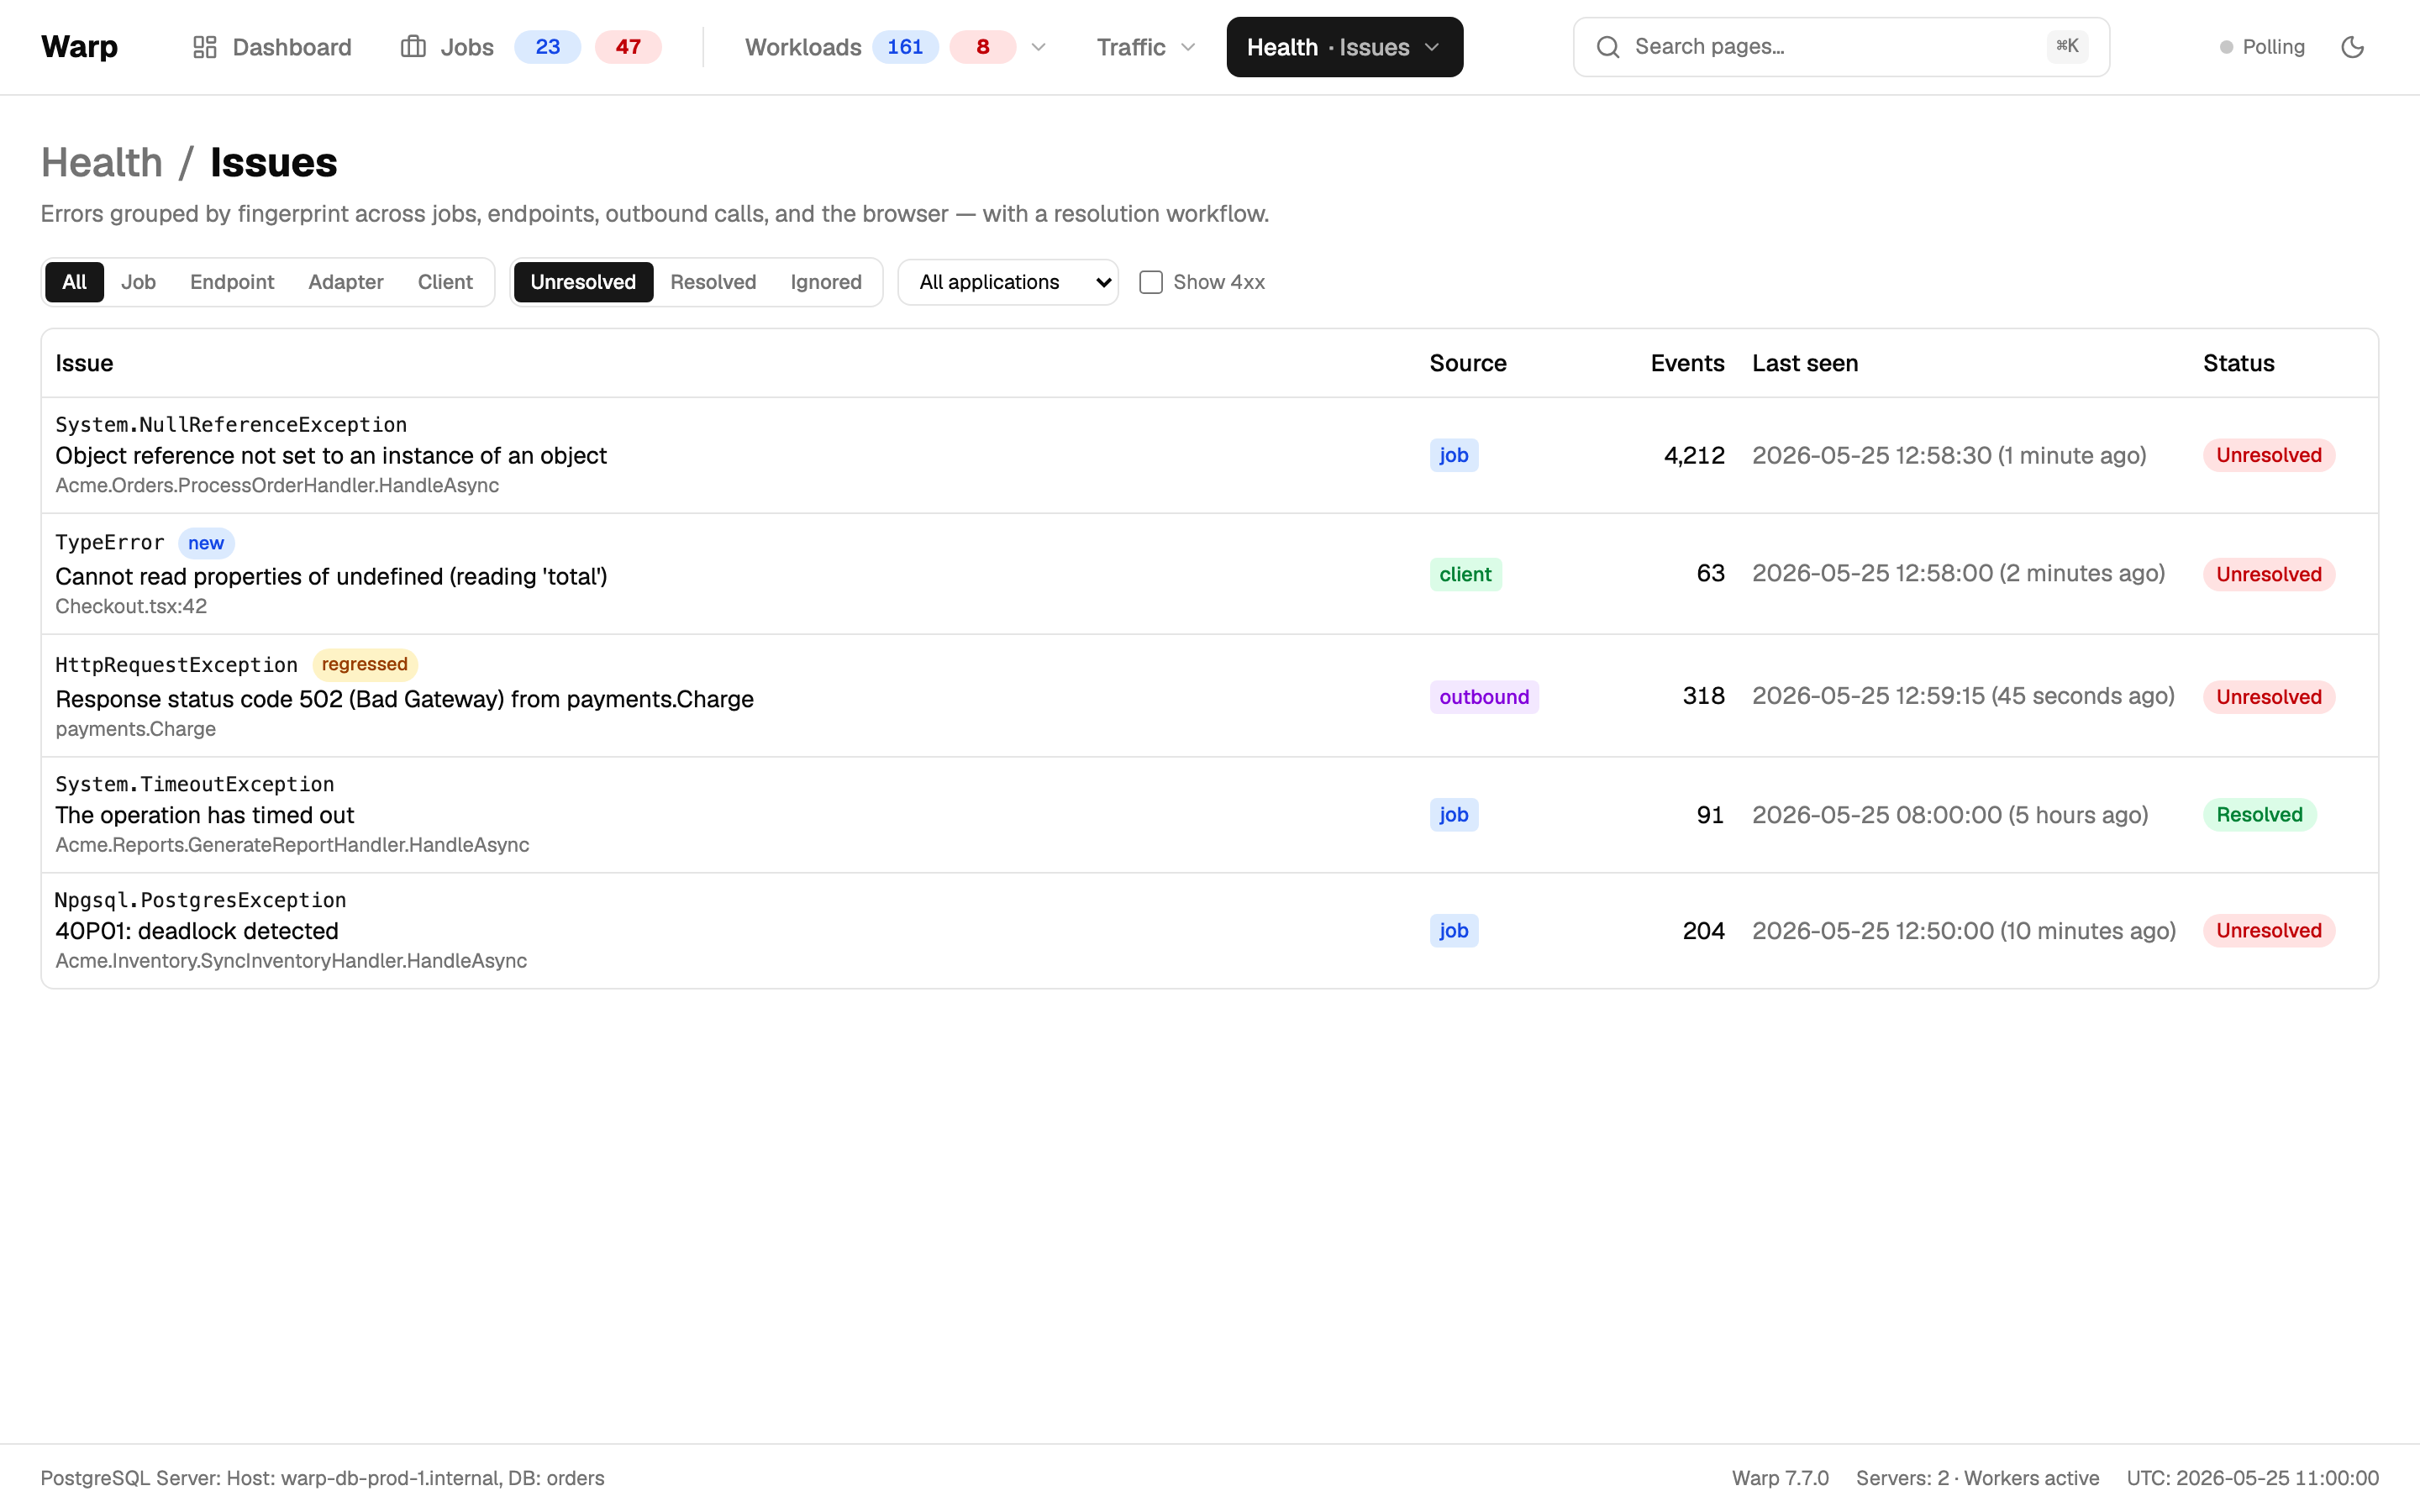 Warp Dashboard Jobs 23 47 Workloads 161 8 Traffic Health · Issues Search pages... ⌘K Polling
Health / Issues
Errors grouped by fingerprint across jobs, endpoints, outbound calls, and the browser — with a resolution workflow.
All Job Endpoint Adapter Client Unresolved Resolved Ignored All applications Show 4xx
Issue Source Events Last seen Status
System.NullReferenceException
Object reference not set to an instance of an object job 4,212 2026-05-25 12:58:30 (1 minute ago) Unresolved
Acme.Orders.ProcessOrderHandler.HandleAsync
TypeError new
Cannot read properties of undefined (reading 'total') client 63 2026-05-25 12:58:00 (2 minutes ago) Unresolved
Checkout.tsx:42
HttpRequestException regressed
Response status code 502 (Bad Gateway) from payments.Charge outbound 318 2026-05-25 12:59:15 (45 seconds ago) Unresolved
payments.Charge
System.TimeoutException
The operation has timed out job 91 2026-05-25 08:00:00 (5 hours ago) Resolved
Acme.Reports.GenerateReportHandler.HandleAsync
Npgsql.PostgresException
40P01: deadlock detected job 204 2026-05-25 12:50:00 (10 minutes ago) Unresolved
Acme.Inventory.SyncInventoryHandler.HandleAsync
PostgreSQL Server: Host: warp-db-prod-1.internal, DB: orders Warp 7.7.0 Servers: 2 · Workers active UTC: 2026-05-25 11:00:00